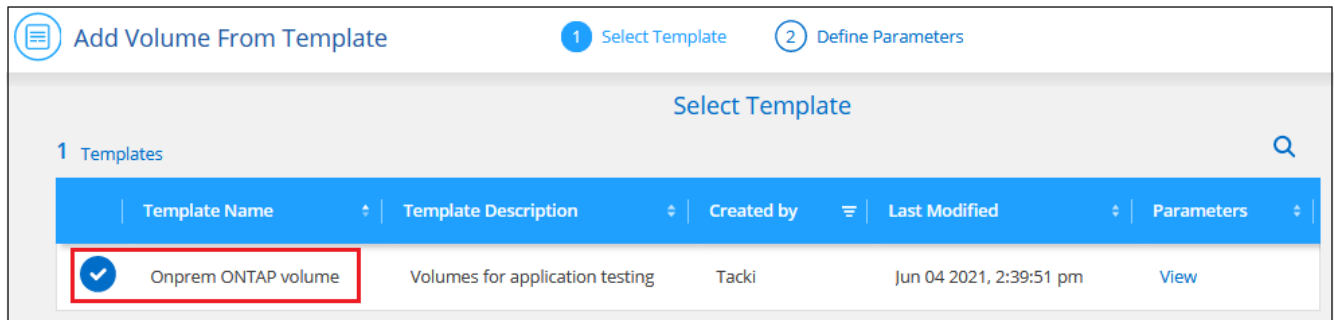 Add Volume From Template 1 Select Template 2 Define Parameters
Select Template
1 Templates
Template Name Template Description Created by Last Modified Parameters
Onprem ONTAP volume Volumes for application testing Tacki Jun 04 2021, 2:39:51 pm View